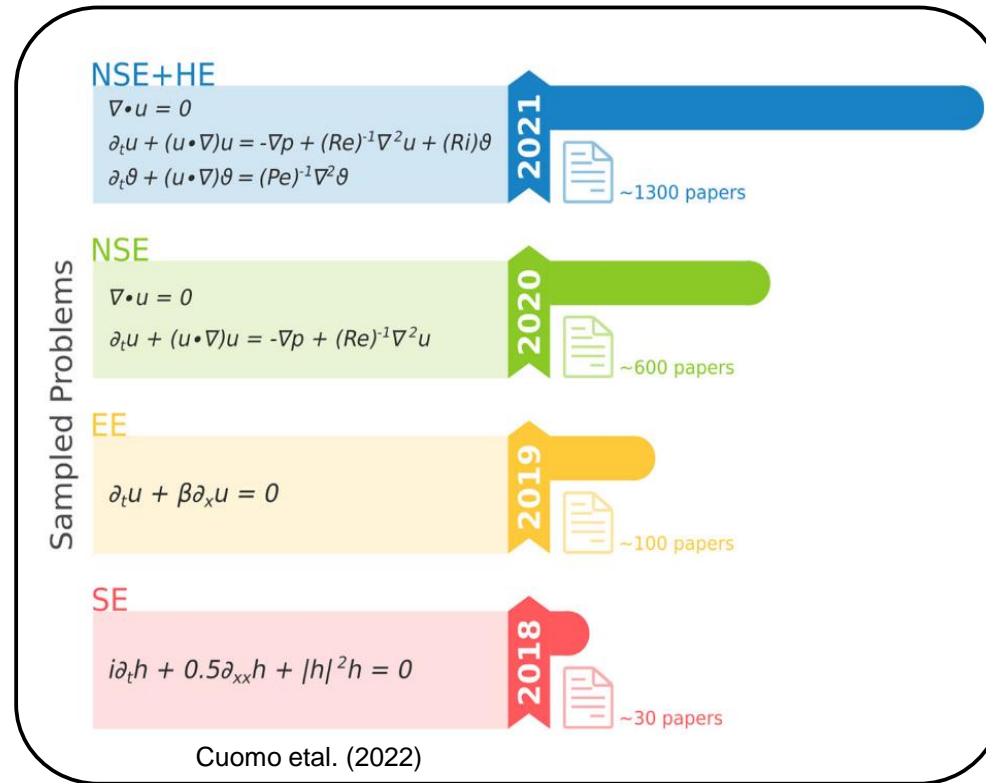 Sampled Problems
NSE+HE
∇•u = 0
∂ₜu + (u•∇)u = -∇p + (Re)⁻¹∇²u + (Ri)ϑ
∂ₜϑ + (u•∇)ϑ = (Pe)⁻¹∇²ϑ
2021
~1300 papers
NSE
∇•u = 0
∂ₜu + (u•∇)u = -∇p + (Re)⁻¹∇²u
2020
~600 papers
EE
∂ₜu + β∂ₓu = 0
2019
~100 papers
SE
i∂ₜh + 0.5∂ₓₓh + |h|²h = 0
2018
~30 papers
Cuomo etal. (2022)